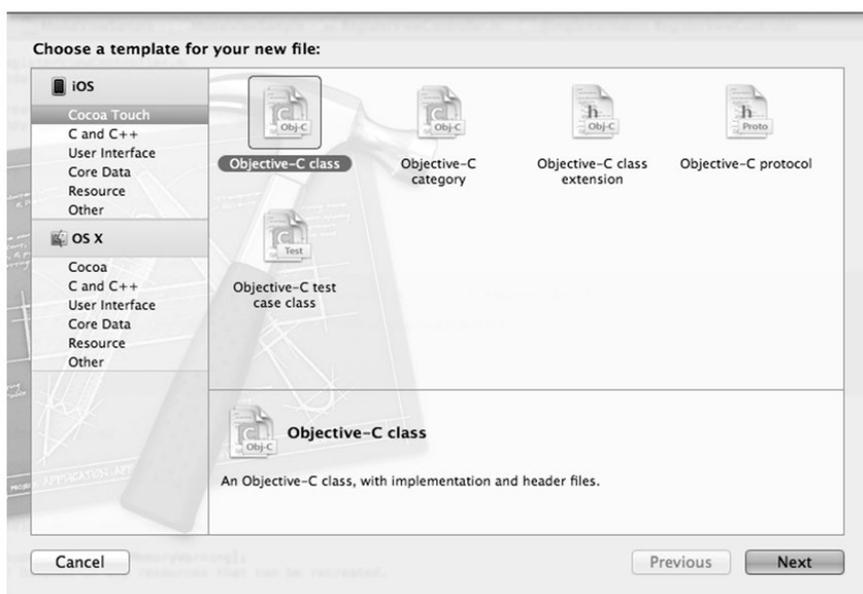 Choose a template for your new file:
iOS
Cocoa Touch
C and C++
User Interface
Core Data
Resource
Other
OS X
Cocoa
C and C++
User Interface
Core Data
Resource
Other
Obj-C
Objective-C class
Obj-C
Objective-C
category
h
Obj-C
Objective-C class
extension
h
Proto
Objective-C protocol
C
Test
Objective-C test
case class
Obj-C
Objective-C class
An Objective-C class, with implementation and header files.
Cancel
Previous
Next